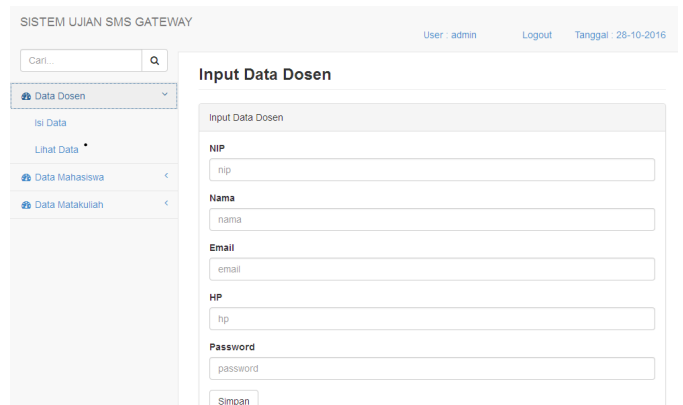 SISTEM UJIAN SMS GATEWAY
User : admin Logout Tanggal : 28-10-2016
Cari...
Data Dosen
Isi Data
Lihat Data
Data Mahasiswa
Data Matakuliah
Input Data Dosen
Input Data Dosen
NIP
nip
Nama
nama
Email
email
HP
hp
Password
password
Simpan